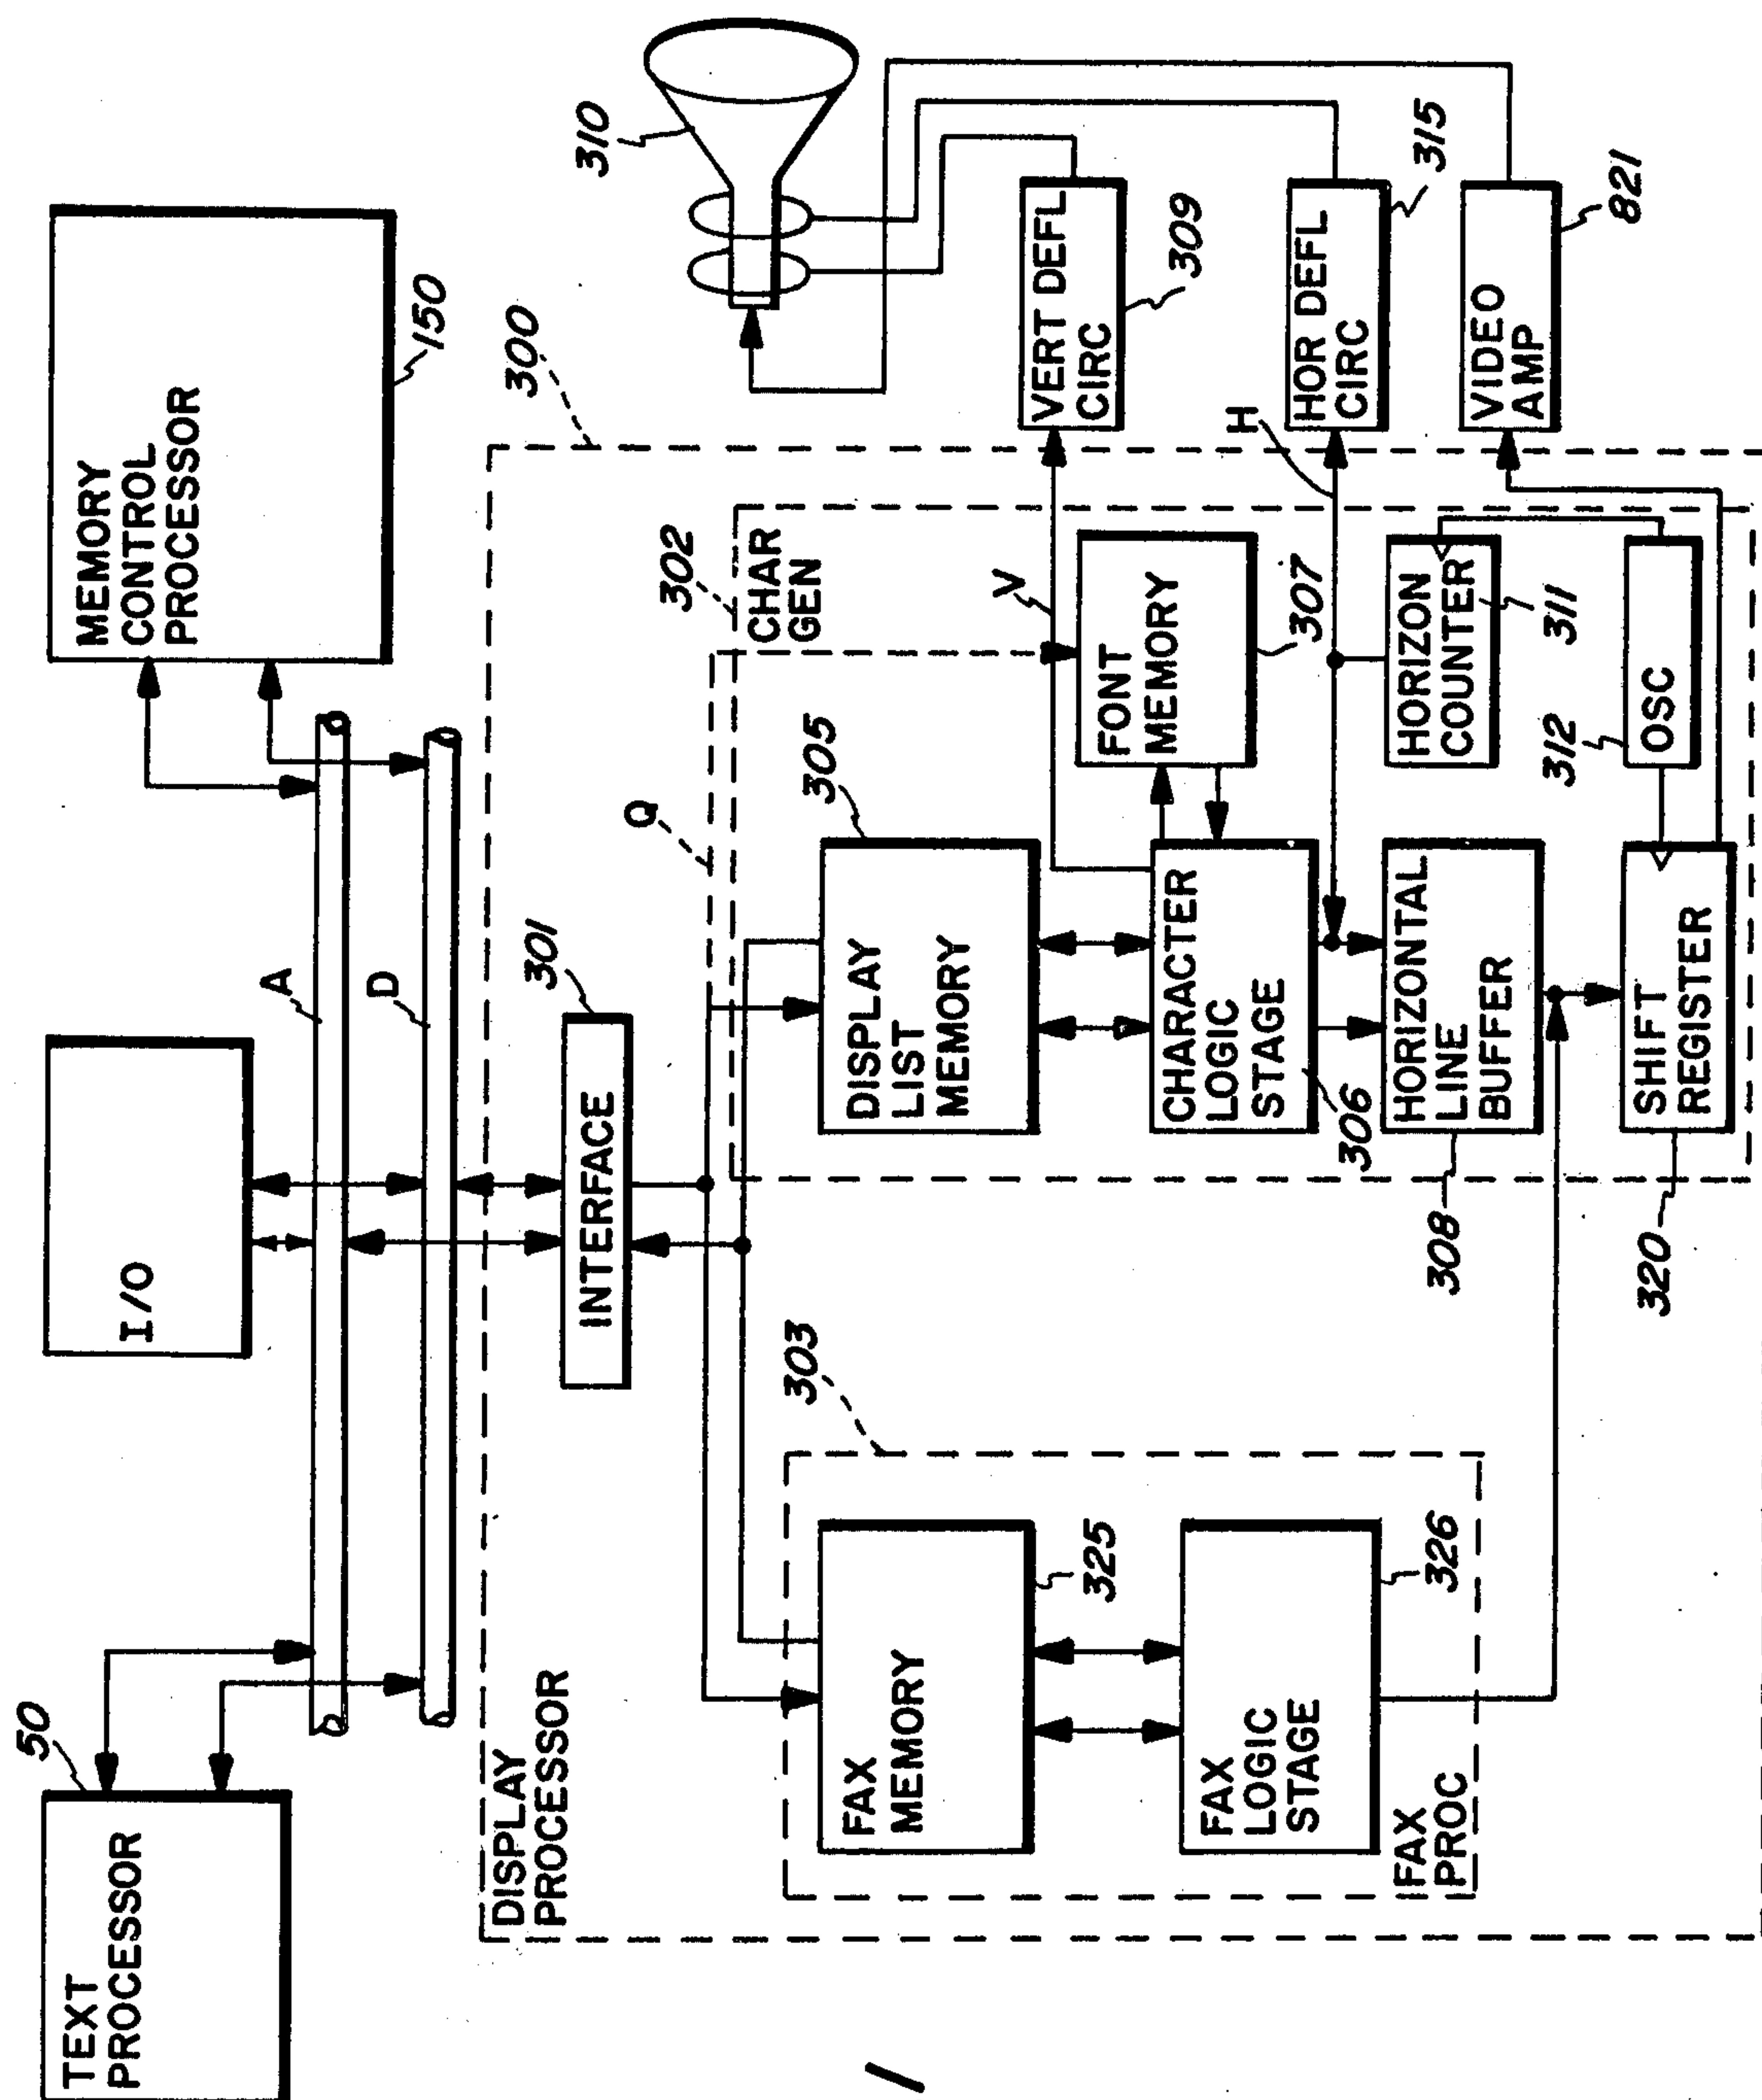 TEXT
PROCESSOR
50
I/O
MEMORY
CONTROL
PROCESSOR
150
A
D
DISPLAY
PROCESSOR
300
INTERFACE
301
Q
302
CHAR
GEN
303
FAX
MEMORY
325
FAX
LOGIC
STAGE
326
FAX
PROC
DISPLAY
LIST
MEMORY
305
CHARACTER
LOGIC
STAGE
306
FONT
MEMORY
307
V
H
HORIZONTAL
LINE
BUFFER
308
HORIZON
COUNTER
311
SHIFT
REGISTER
320
OSC
312
310
VERT DEFL
CIRC
309
HOR DEFL
CIRC
315
VIDEO
AMP
821